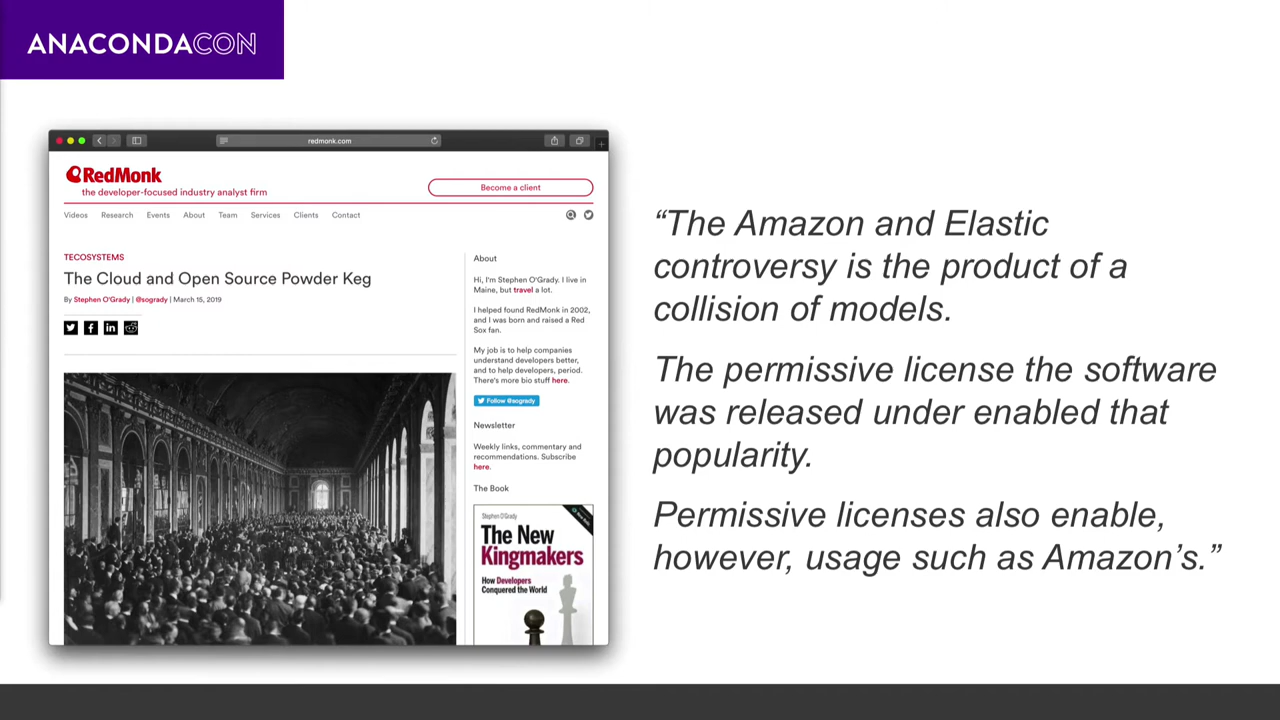 ANACONDACON
redmonk.com
RedMonk
the developer-focused industry analyst firm
Become a client
Videos Research Events About Team Services Clients Contact
TECOSYSTEMS
The Cloud and Open Source Powder Keg
By Stephen O'Grady | @sogrady | March 15, 2019
About
Hi, I'm Stephen O'Grady. I live in
Maine, but travel a lot.
I helped found RedMonk in 2002,
and I was born and raised a Red
Sox fan.
My job is to help companies
understand developers better,
and to help developers, period.
There's more bio stuff here.
Follow @sogrady
Newsletter
Weekly links, commentary and
recommendations. Subscribe
here.
The Book
Stephen O'Grady
The New
Kingmakers
How Developers
Conquered the World
“The Amazon and Elastic
controversy is the product of a
collision of models.
The permissive license the software
was released under enabled that
popularity.
Permissive licenses also enable,
however, usage such as Amazon’s.”